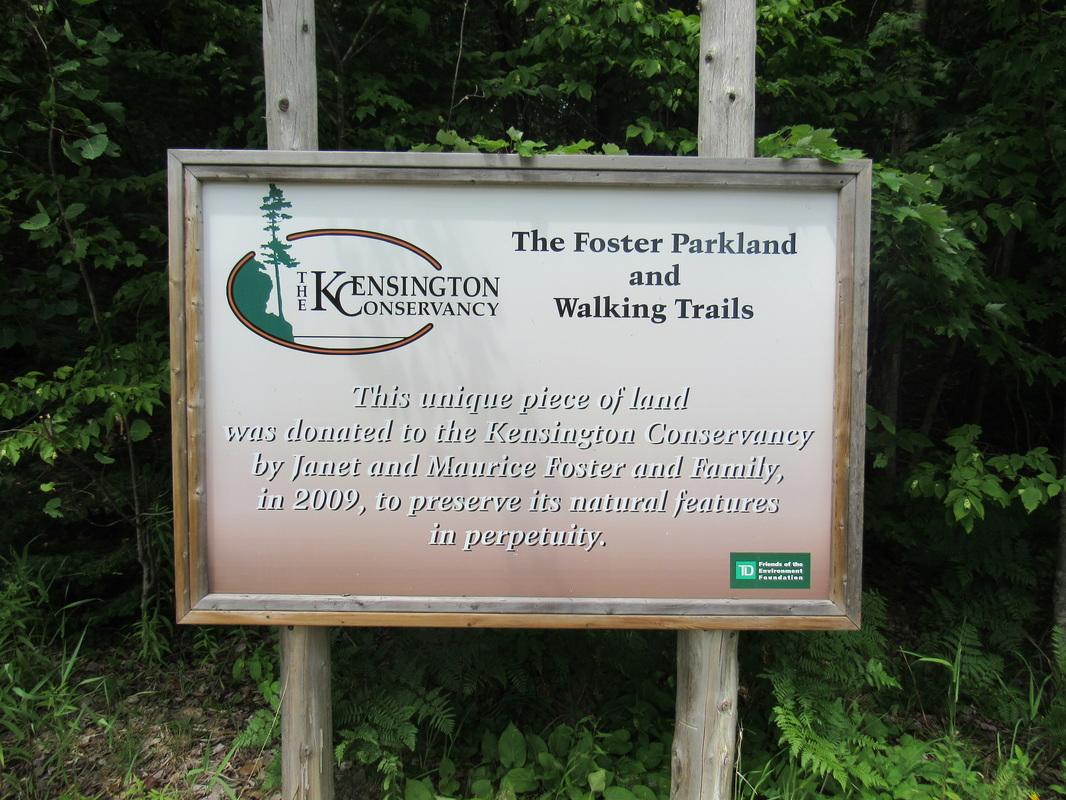 THE KENSINGTON
CONSERVANCY
The Foster Parkland
and
Walking Trails
This unique piece of land
was donated to the Kensington Conservancy
by Janet and Maurice Foster and Family,
in 2009, to preserve its natural features
in perpetuity.
TD
Friends of the
Environment
Foundation